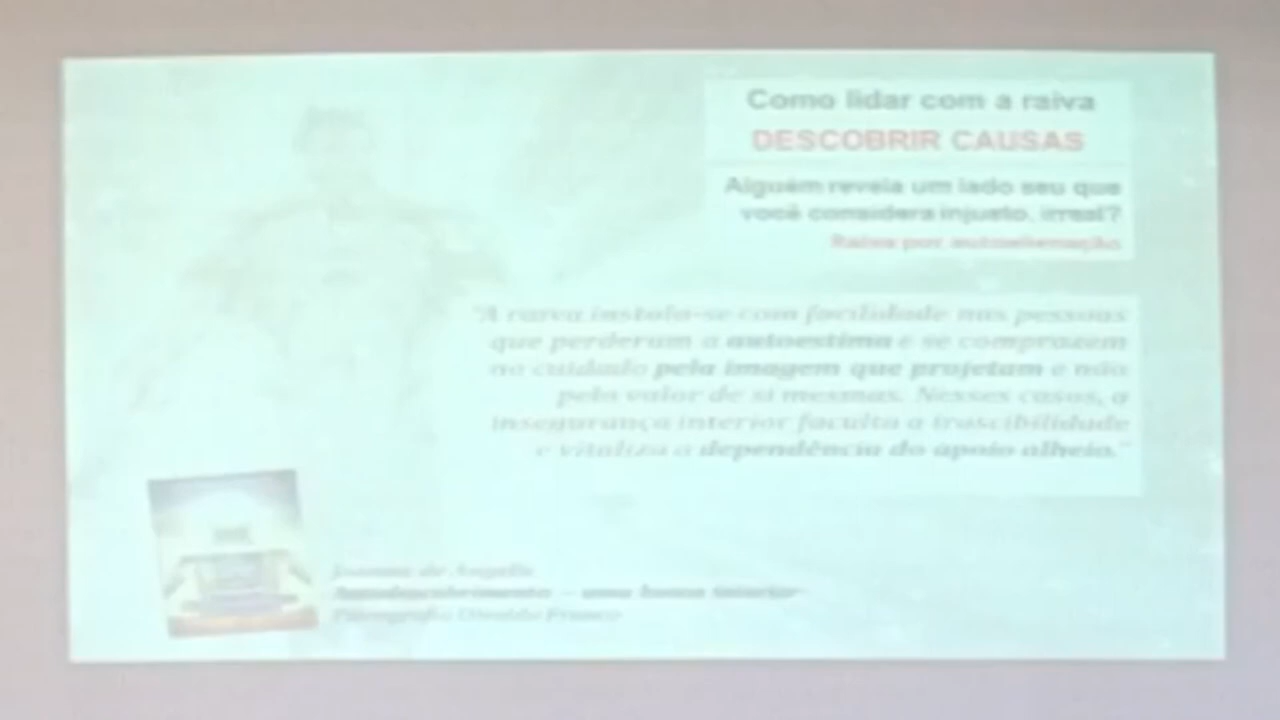 Como lidar com a raiva
DESCOBRIR CAUSAS
Alguém revela um lado seu que
você considera injusto, irreal?
Raiva por autoalienação
"A raiva instala-se com facilidade nas pessoas
que perderam a autoestima e se comprazem
no cuidado pela imagem que projetam e não
pelo valor de si mesmas. Nesses casos, a
insegurança interior faculta a irascibilidade
e vitaliza a dependência do apoio alheio."
Joanna de Ângelis
Autodescobrimento - uma busca interior
Psicografia Divaldo Franco